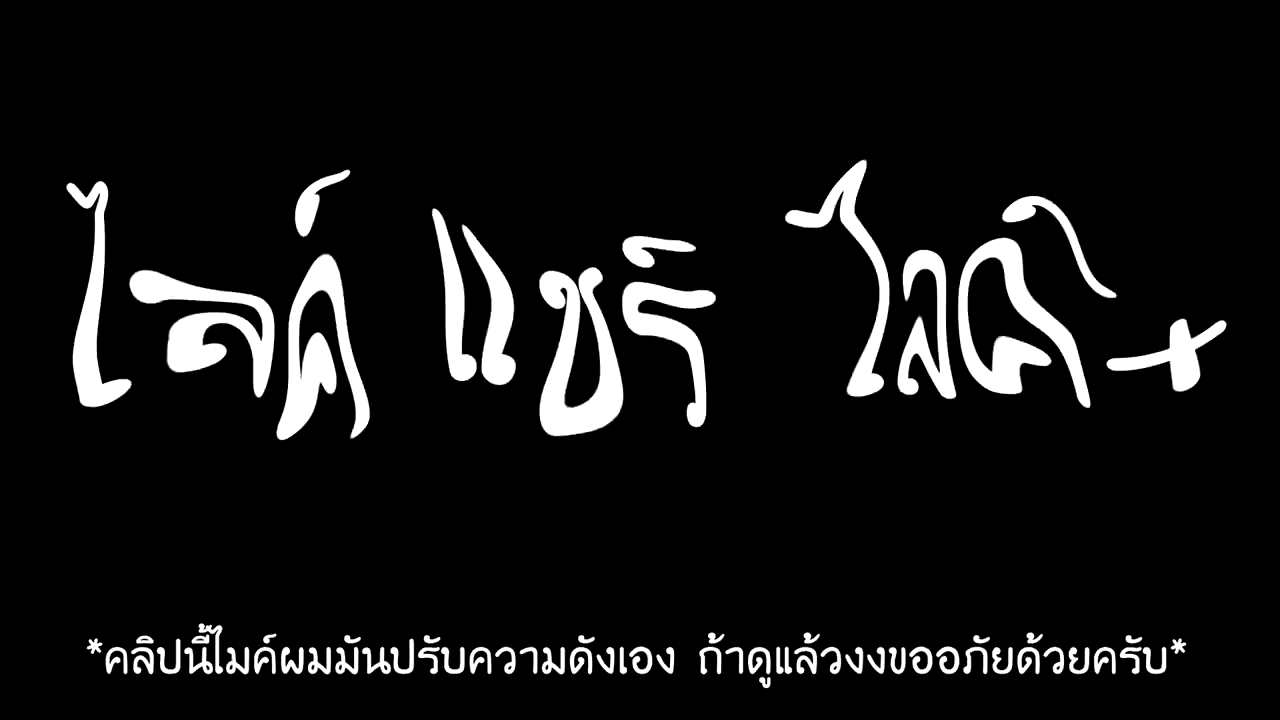 ไลค์ แชร์ ไลค์+
*คลิปนี้ไมค์ผมมันปรับความดังเอง ถ้าดูแล้วงงขออภัยด้วยครับ*